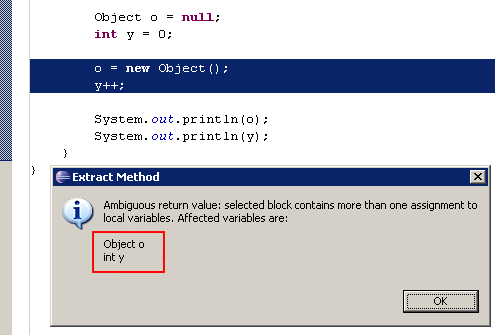 Object o = null;
int y = 0;
o = new Object();
y++;
System.out.println(o);
System.out.println(y);
}
}
Extract Method
Ambiguous return value: selected block contains more than one assignment to
local variables. Affected variables are:
Object o
int y
OK